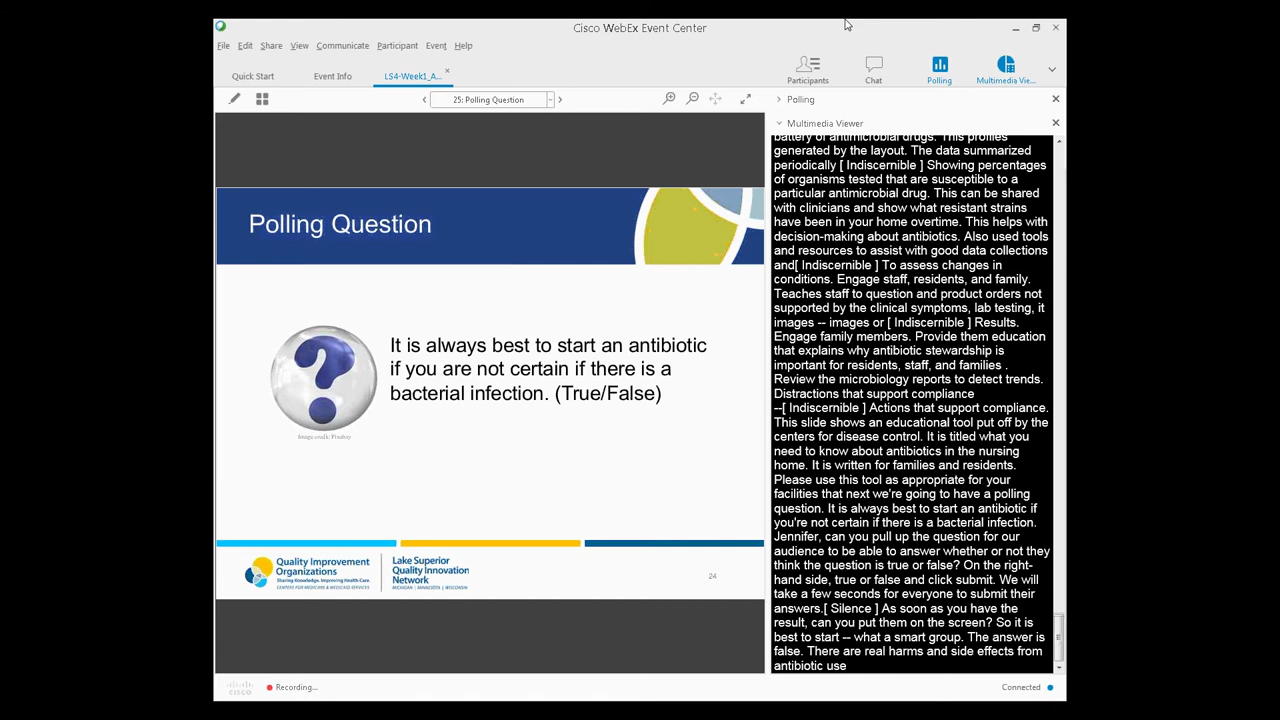 Cisco WebEx Event Center
File Edit Share View Communicate Participant Event Help
Quick Start Event Info LS4-Week1_A...
Participants Chat Polling Multimedia Vie...
25: Polling Question
Polling
Multimedia Viewer
Polling Question
It is always best to start an antibiotic
if you are not certain if there is a
bacterial infection. (True/False)
Image credit: Pixabay
Quality Improvement
Organizations
Sharing Knowledge. Improving Health Care.
CENTERS FOR MEDICARE & MEDICAID SERVICES
Lake Superior
Quality Innovation
Network
MICHIGAN | MINNESOTA | WISCONSIN
24
battery of antimicrobial drugs. This profiles
generated by the layout. The data summarized
periodically [ Indiscernible ] Showing percentages
of organisms tested that are susceptible to a
particular antimicrobial drug. This can be shared
with clinicians and show what resistant strains
have been in your home overtime. This helps with
decision-making about antibiotics. Also used tools
and resources to assist with good data collections
and[ Indiscernible ] To assess changes in
conditions. Engage staff, residents, and family.
Teaches staff to question and product orders not
supported by the clinical symptoms, lab testing, it
images -- images or [ Indiscernible ] Results.
Engage family members. Provide them education
that explains why antibiotic stewardship is
important for residents, staff, and families .
Review the microbiology reports to detect trends.
Distractions that support compliance
--[ Indiscernible ] Actions that support compliance.
This slide shows an educational tool put off by the
centers for disease control. It is titled what you
need to know about antibiotics in the nursing
home. It is written for families and residents.
Please use this tool as appropriate for your
facilities that next we're going to have a polling
question. It is always best to start an antibiotic if
you're not certain if there is a bacterial infection.
Jennifer, can you pull up the question for our
audience to be able to answer whether or not they
think the question is true or false? On the right-
hand side, true or false and click submit. We will
take a few seconds for everyone to submit their
answers.[ Silence ] As soon as you have the
result, can you put them on the screen? So it is
best to start -- what a smart group. The answer is
false. There are real harms and side effects from
antibiotic use
cisco
Recording...
Connected